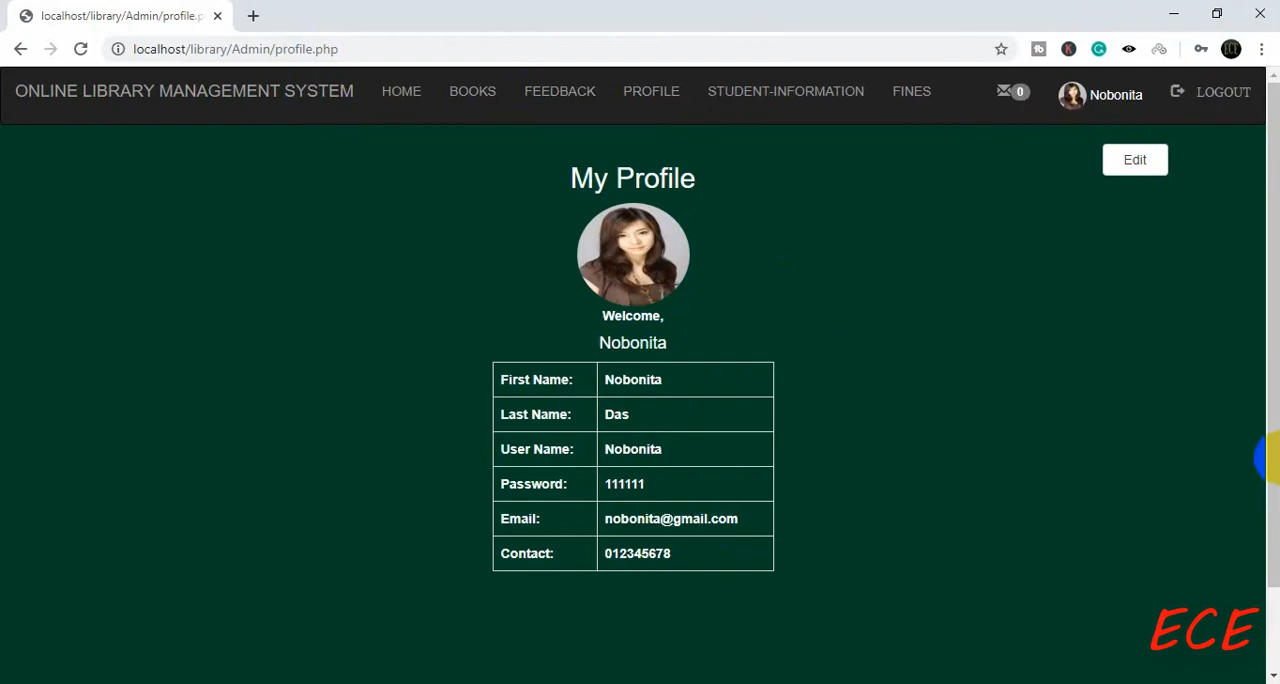 localhost/library/Admin/profile.p
localhost/library/Admin/profile.php
ONLINE LIBRARY MANAGEMENT SYSTEM HOME BOOKS FEEDBACK PROFILE STUDENT-INFORMATION FINES 0 Nobonita LOGOUT
Edit
My Profile
Welcome,
Nobonita
First Name: Nobonita
Last Name: Das
User Name: Nobonita
Password: 111111
Email: nobonita@gmail.com
Contact: 012345678
ECE